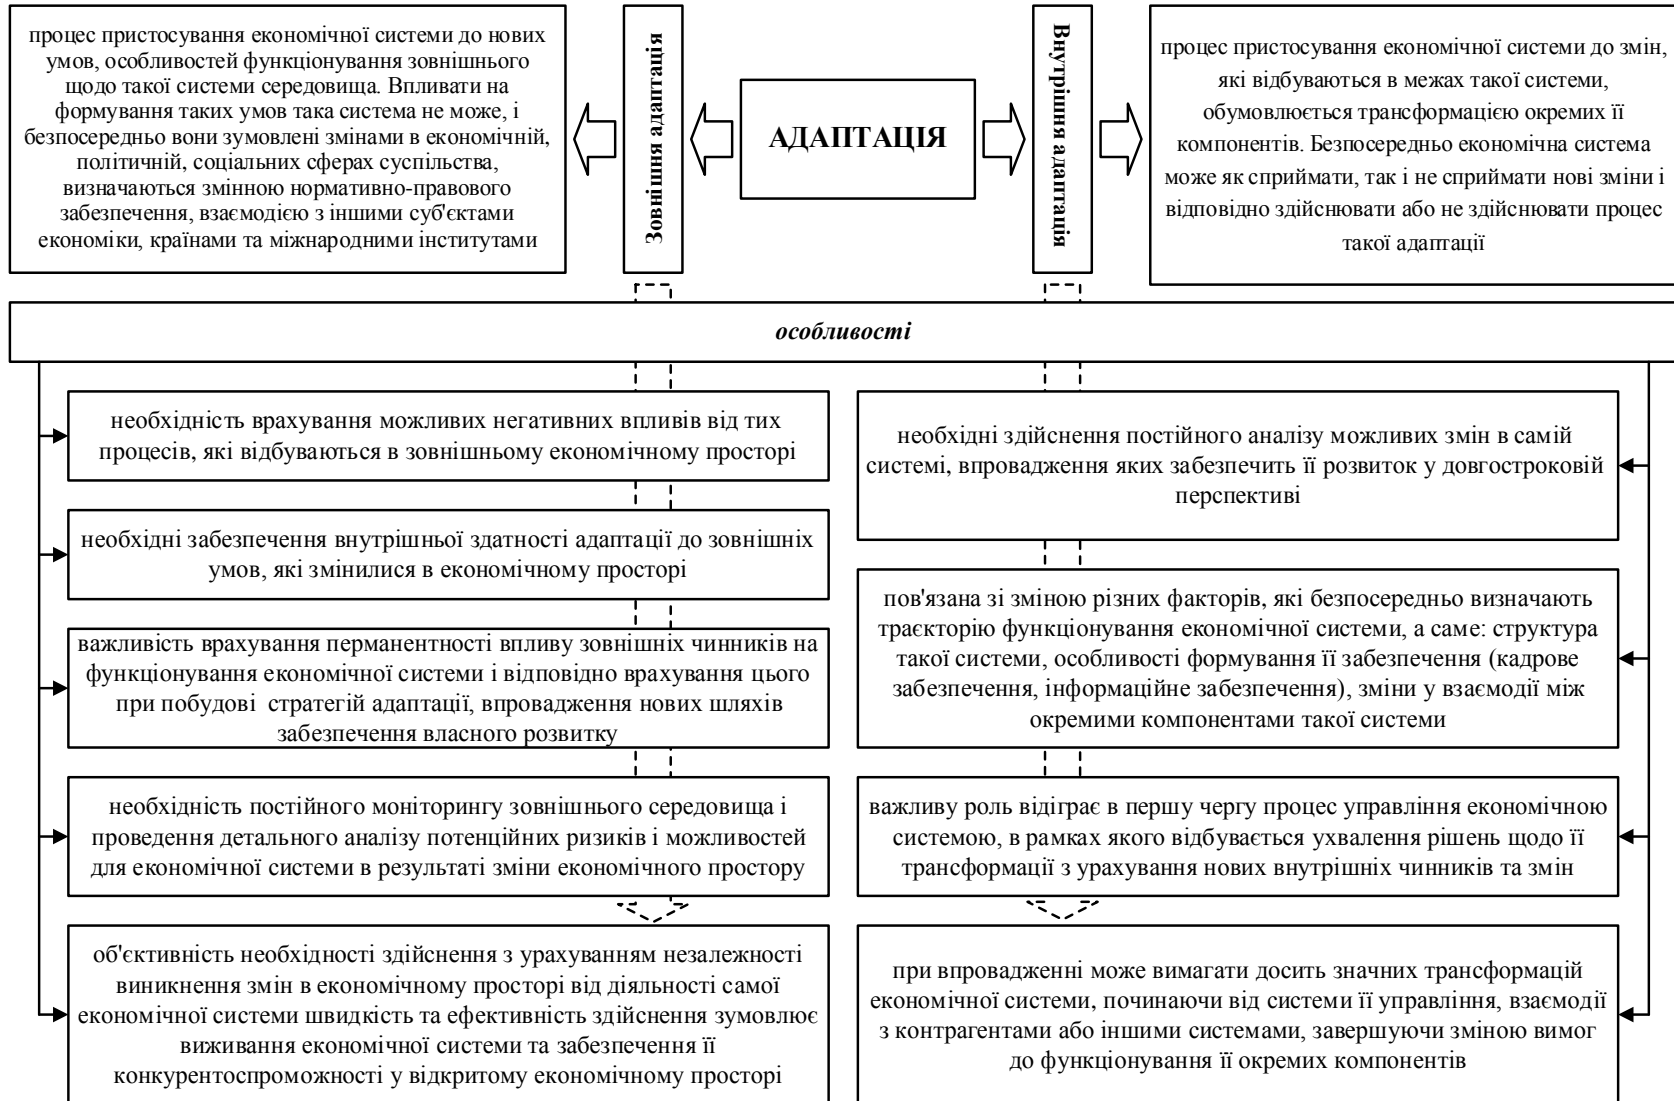 процес пристосування економічної системи до нових
умов, особливостей функціонування зовнішнього
щодо такої системи середовища. Впливати на
формування таких умов така система не може, і
безпосередньо вони зумовлені змінами в економічній,
політичній, соціальних сферах суспільства,
визначаються змінною нормативно-правового
забезпечення, взаємодією з іншими суб'єктами
економіки, країнами та міжнародними інститутами
Зовнішня адаптація
АДАПТАЦІЯ
Внутрішня адаптація
процес пристосування економічної системи до змін,
які відбуваються в межах такої системи,
обумовлюється трансформацією окремих її
компонентів. Безпосередньо економічна система
може як сприймати, так і не сприймати нові зміни і
відповідно здійснювати або не здійснювати процес
такої адаптації
особливості
необхідність врахування можливих негативних впливів від тих
процесів, які відбуваються в зовнішньому економічному просторі
необхідні забезпечення внутрішньої здатності адаптації до зовнішніх
умов, які змінилися в економічному просторі
важливість врахування перманентності впливу зовнішніх чинників на
функціонування економічної системи і відповідно врахування цього
при побудові стратегій адаптації, впровадження нових шляхів
забезпечення власного розвитку
необхідність постійного моніторингу зовнішнього середовища і
проведення детального аналізу потенційних ризиків і можливостей
для економічної системи в результаті зміни економічного простору
об'єктивність необхідності здійснення з урахуванням незалежності
виникнення змін в економічному просторі від діяльності самої
економічної системи швидкість та ефективність здійснення зумовлює
виживання економічної системи та забезпечення її
конкурентоспроможності у відкритому економічному просторі
необхідні здійснення постійного аналізу можливих змін в самій
системі, впровадження яких забезпечить її розвиток у довгостроковій
перспективі
пов'язана зі зміною різних факторів, які безпосередньо визначають
траєкторію функціонування економічної системи, а саме: структура
такої системи, особливості формування її забезпечення (кадрове
забезпечення, інформаційне забезпечення), зміни у взаємодії між
окремими компонентами такої системи
важливу роль відіграє в першу чергу процес управління економічною
системою, в рамках якого відбувається ухвалення рішень щодо її
трансформації з урахування нових внутрішніх чинників та змін
при впровадженні може вимагати досить значних трансформацій
економічної системи, починаючи від системи її управління, взаємодії
з контрагентами або іншими системами, завершуючи зміною вимог
до функціонування її окремих компонентів